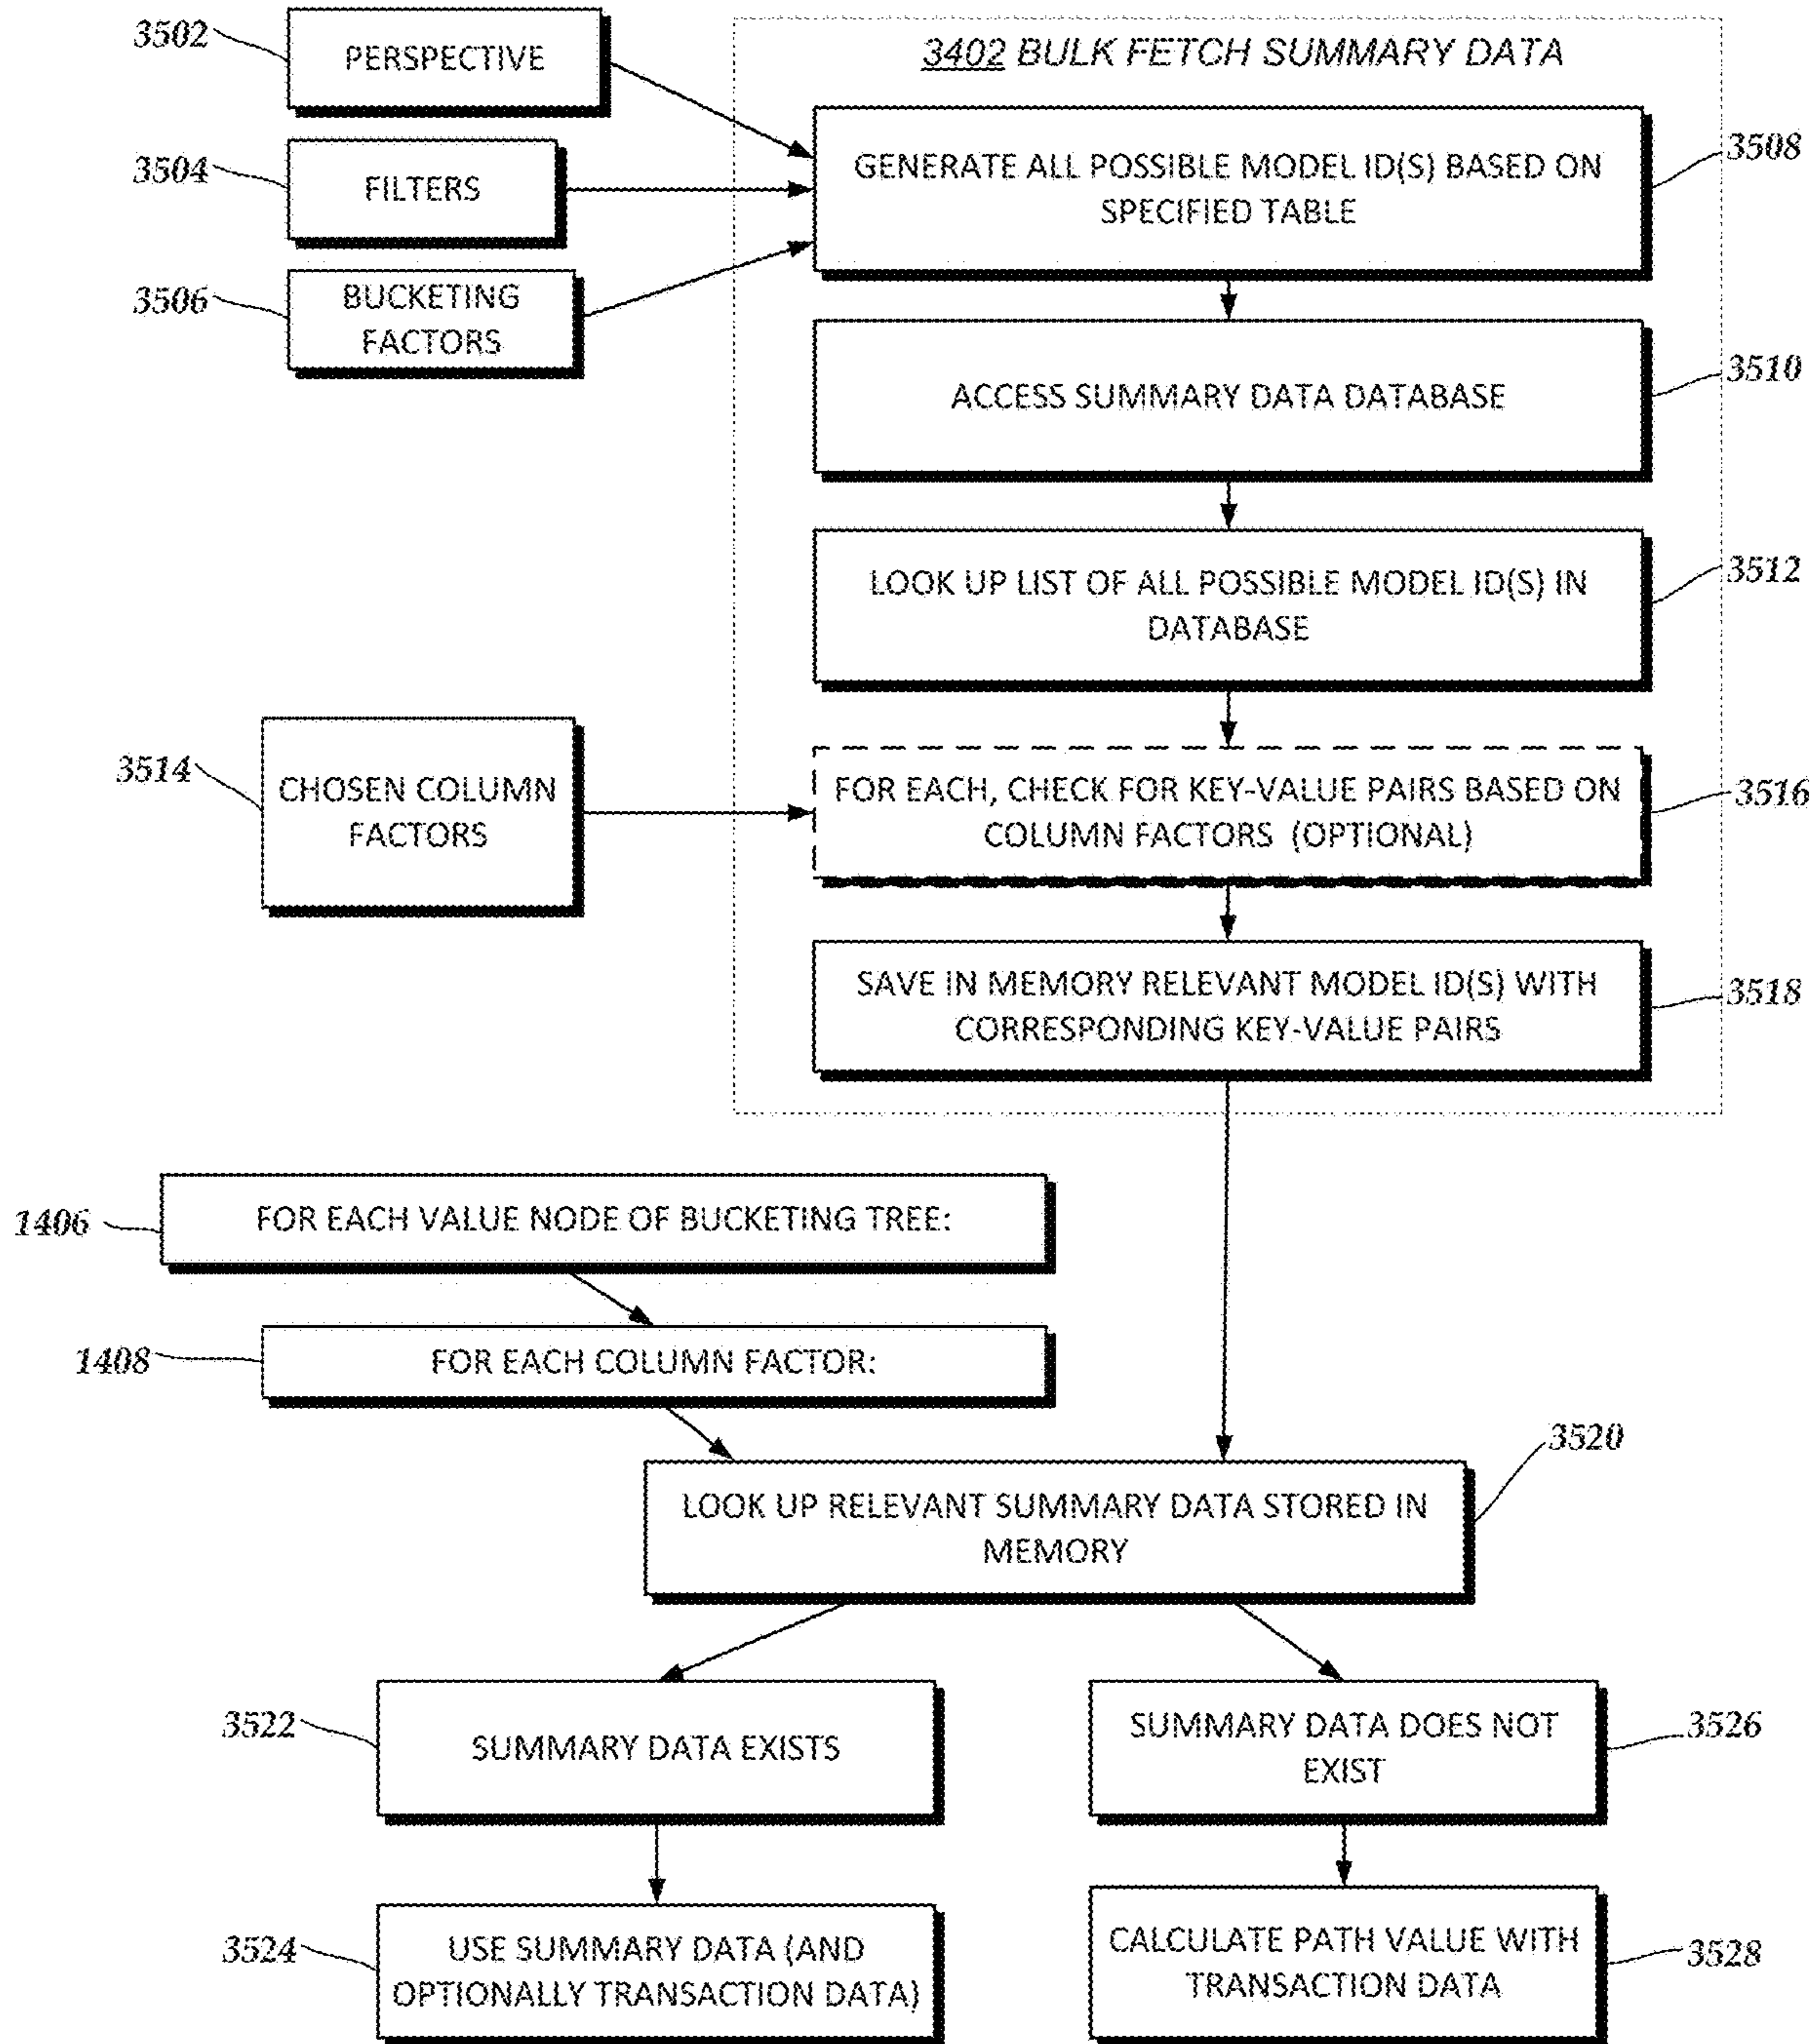 3502
PERSPECTIVE
3402 BULK FETCH SUMMARY DATA
3504
FILTERS
GENERATE ALL POSSIBLE MODEL ID(S) BASED ON
SPECIFIED TABLE
3508
3506
BUCKETING
FACTORS
ACCESS SUMMARY DATA DATABASE
3510
LOOK UP LIST OF ALL POSSIBLE MODEL ID(S) IN
DATABASE
3512
3514
CHOSEN COLUMN
FACTORS
FOR EACH, CHECK FOR KEY-VALUE PAIRS BASED ON
COLUMN FACTORS (OPTIONAL)
3516
SAVE IN MEMORY RELEVANT MODEL ID(S) WITH
CORRESPONDING KEY-VALUE PAIRS
3518
1406
FOR EACH VALUE NODE OF BUCKETING TREE:
1408
FOR EACH COLUMN FACTOR:
3520
LOOK UP RELEVANT SUMMARY DATA STORED IN
MEMORY
3522
SUMMARY DATA EXISTS
SUMMARY DATA DOES NOT
EXIST
3526
3524
USE SUMMARY DATA (AND
OPTIONALLY TRANSACTION DATA)
CALCULATE PATH VALUE WITH
TRANSACTION DATA
3528